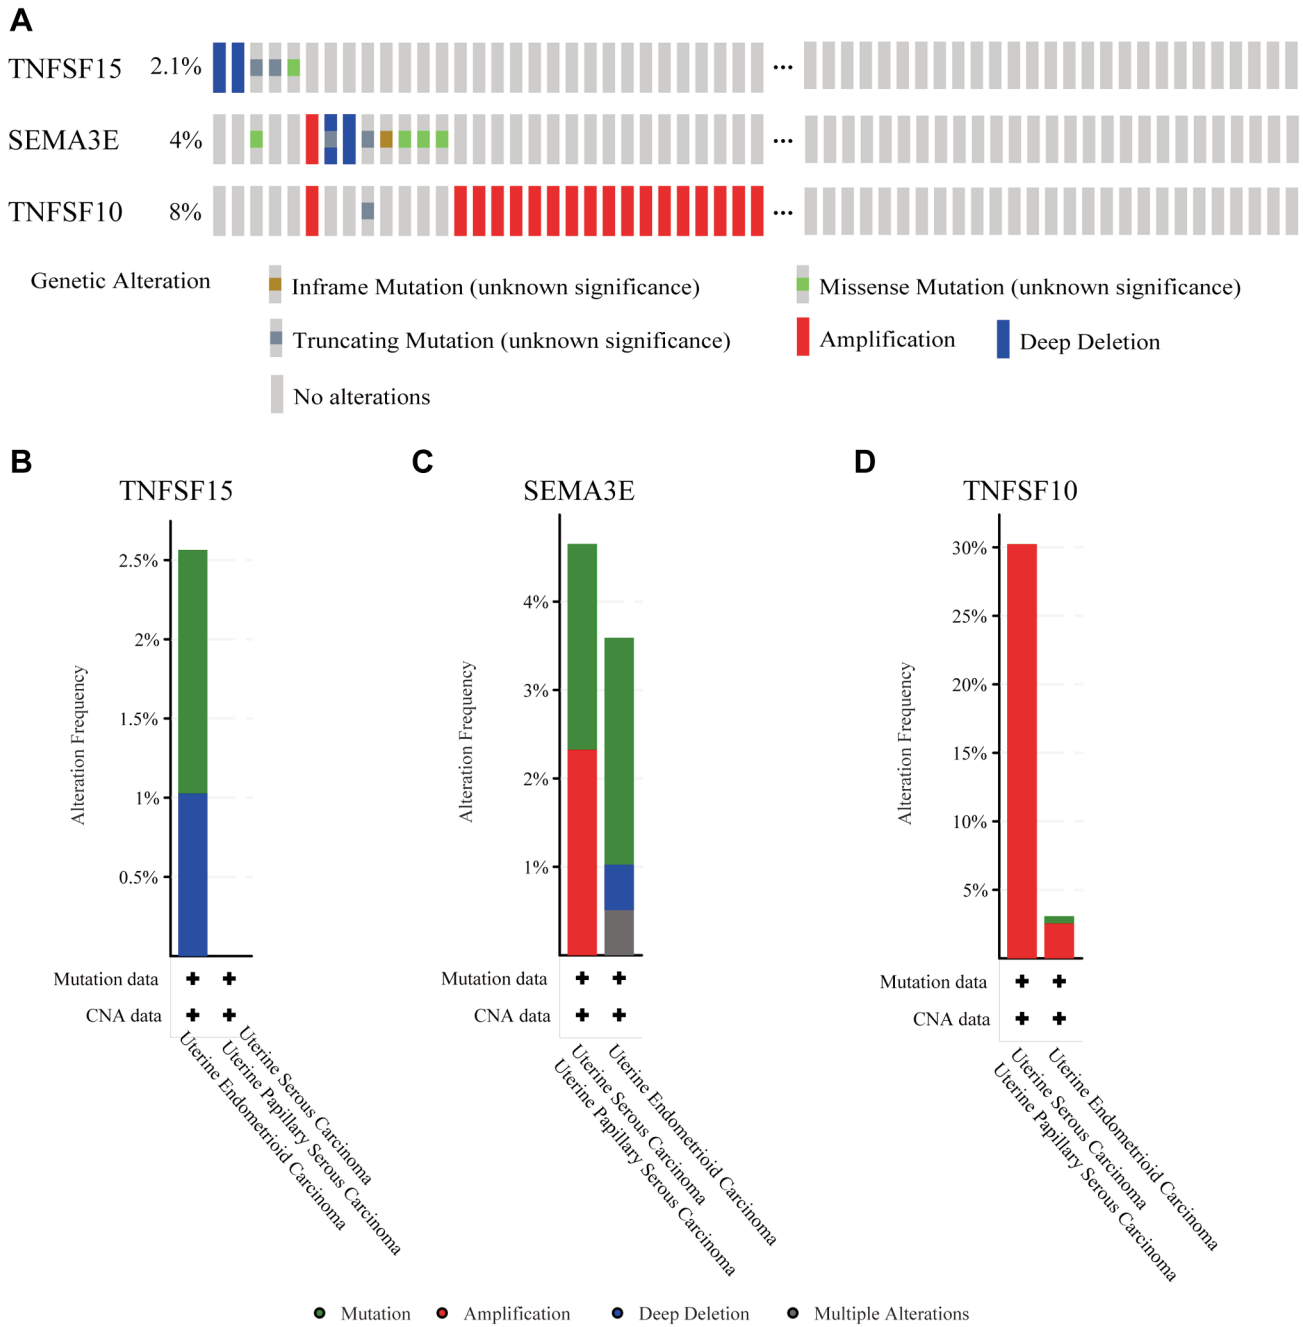 A
TNFSF15 2.1% ...
SEMA3E 4% ...
TNFSF10 8% ...
Genetic Alteration
Inframe Mutation (unknown significance)
Missense Mutation (unknown significance)
Truncating Mutation (unknown significance)
Amplification
Deep Deletion
No alterations
B
TNFSF15
Alteration Frequency
2.5%
2%
1.5%
1%
0.5%
Mutation data + +
CNA data + +
Uterine Endometrioid Carcinoma
Uterine Papillary Serous Carcinoma
Uterine Serous Carcinoma
C
SEMA3E
Alteration Frequency
4%
3%
2%
1%
Mutation data + +
CNA data + +
Uterine Papillary Serous Carcinoma
Uterine Serous Carcinoma
Uterine Endometrioid Carcinoma
D
TNFSF10
Alteration Frequency
30%
25%
20%
15%
10%
5%
Mutation data + +
CNA data + +
Uterine Papillary Serous Carcinoma
Uterine Serous Carcinoma
Uterine Endometrioid Carcinoma
Mutation
Amplification
Deep Deletion
Multiple Alterations